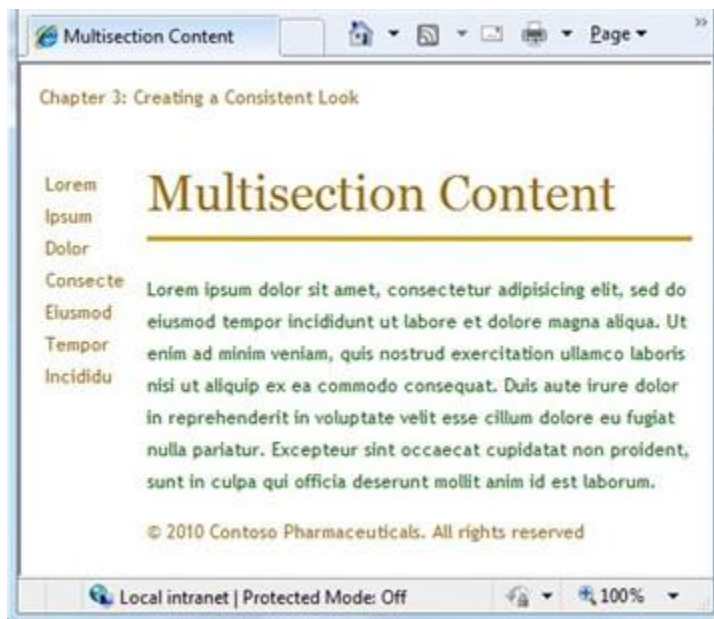 Multisection Content
Page
»
Chapter 3: Creating a Consistent Look
Lorem
Ipsum
Dolor
Consecte
Eiusmod
Tempor
Incididu
Multisection Content
Lorem ipsum dolor sit amet, consectetur adipisicing elit, sed do
eiusmod tempor incididunt ut labore et dolore magna aliqua. Ut
enim ad minim veniam, quis nostrud exercitation ullamco laboris
nisi ut aliquip ex ea commodo consequat. Duis aute irure dolor
in reprehenderit in voluptate velit esse cillum dolore eu fugiat
nulla pariatur. Excepteur sint occaecat cupidatat non proident,
sunt in culpa qui officia deserunt mollit anim id est laborum.
© 2010 Contoso Pharmaceuticals. All rights reserved
Local intranet | Protected Mode: Off
100%